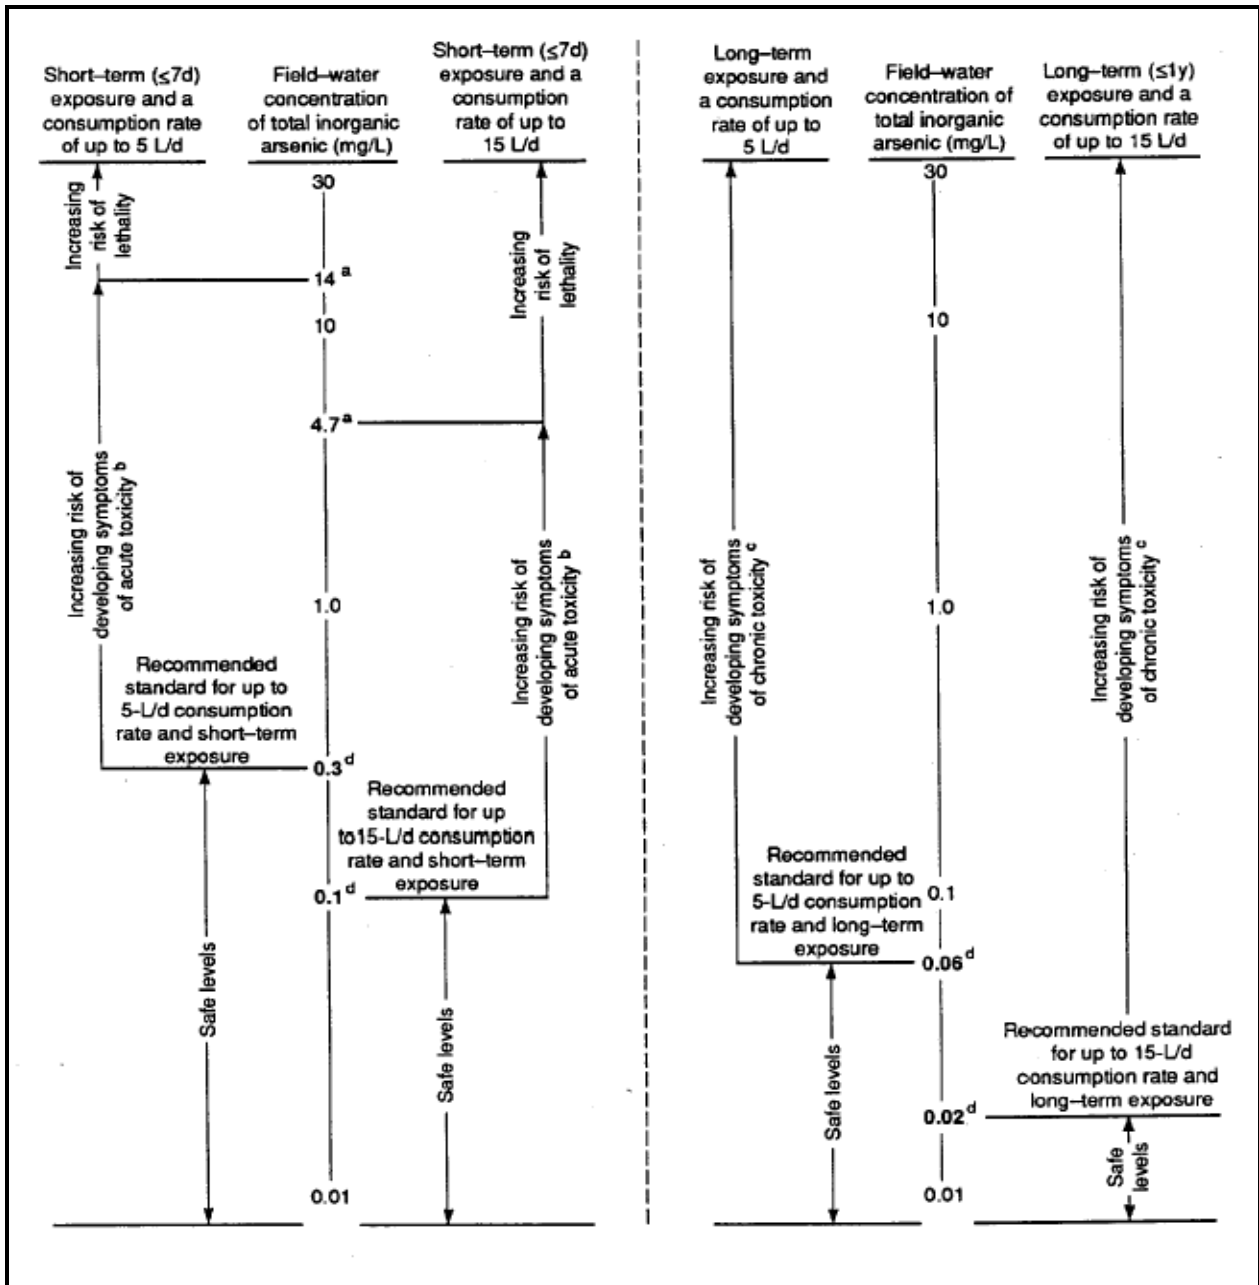 Short–term (≤7d)
exposure and a
consumption rate
of up to 5 L/d
Field–water
concentration
of total inorganic
arsenic (mg/L)
Short–term (≤7d)
exposure and a
consumption
rate of up to
15 L/d
30
Increasing
risk of
lethality
14 a
10
Increasing
risk of
lethality
4.7 a
Increasing risk of
developing symptoms
of acute toxicity b
1.0
Increasing risk of
developing symptoms
of acute toxicity b
Recommended
standard for up to
5-L/d consumption
rate and short–term
exposure
0.3 d
Recommended
standard for up
to15-L/d consumption
rate and short–term
exposure
0.1 d
Safe levels
Safe levels
0.01
Long–term
exposure and
a consumption
rate of up to
5 L/d
Field–water
concentration of
total inorganic
arsenic (mg/L)
Long–term (≤1y)
exposure and a
consumption rate
of up to 15 L/d
30
10
Increasing risk of
developing symptoms
of chronic toxicity c
1.0
Increasing risk of
developing symptoms
of chronic toxicity c
Recommended
standard for up to
5-L/d consumption
rate and long–term
exposure
0.1
0.06 d
Safe levels
Recommended standard
for up to 15-L/d
consumption rate and
long–term exposure
0.02 d
Safe
levels
0.01